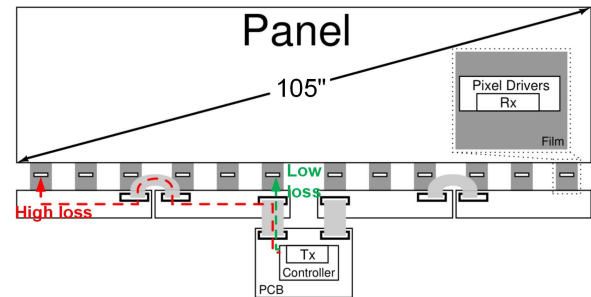 Panel
105"
Pixel Drivers
Rx
Film
Low
loss
High loss
Tx
Controller
PCB